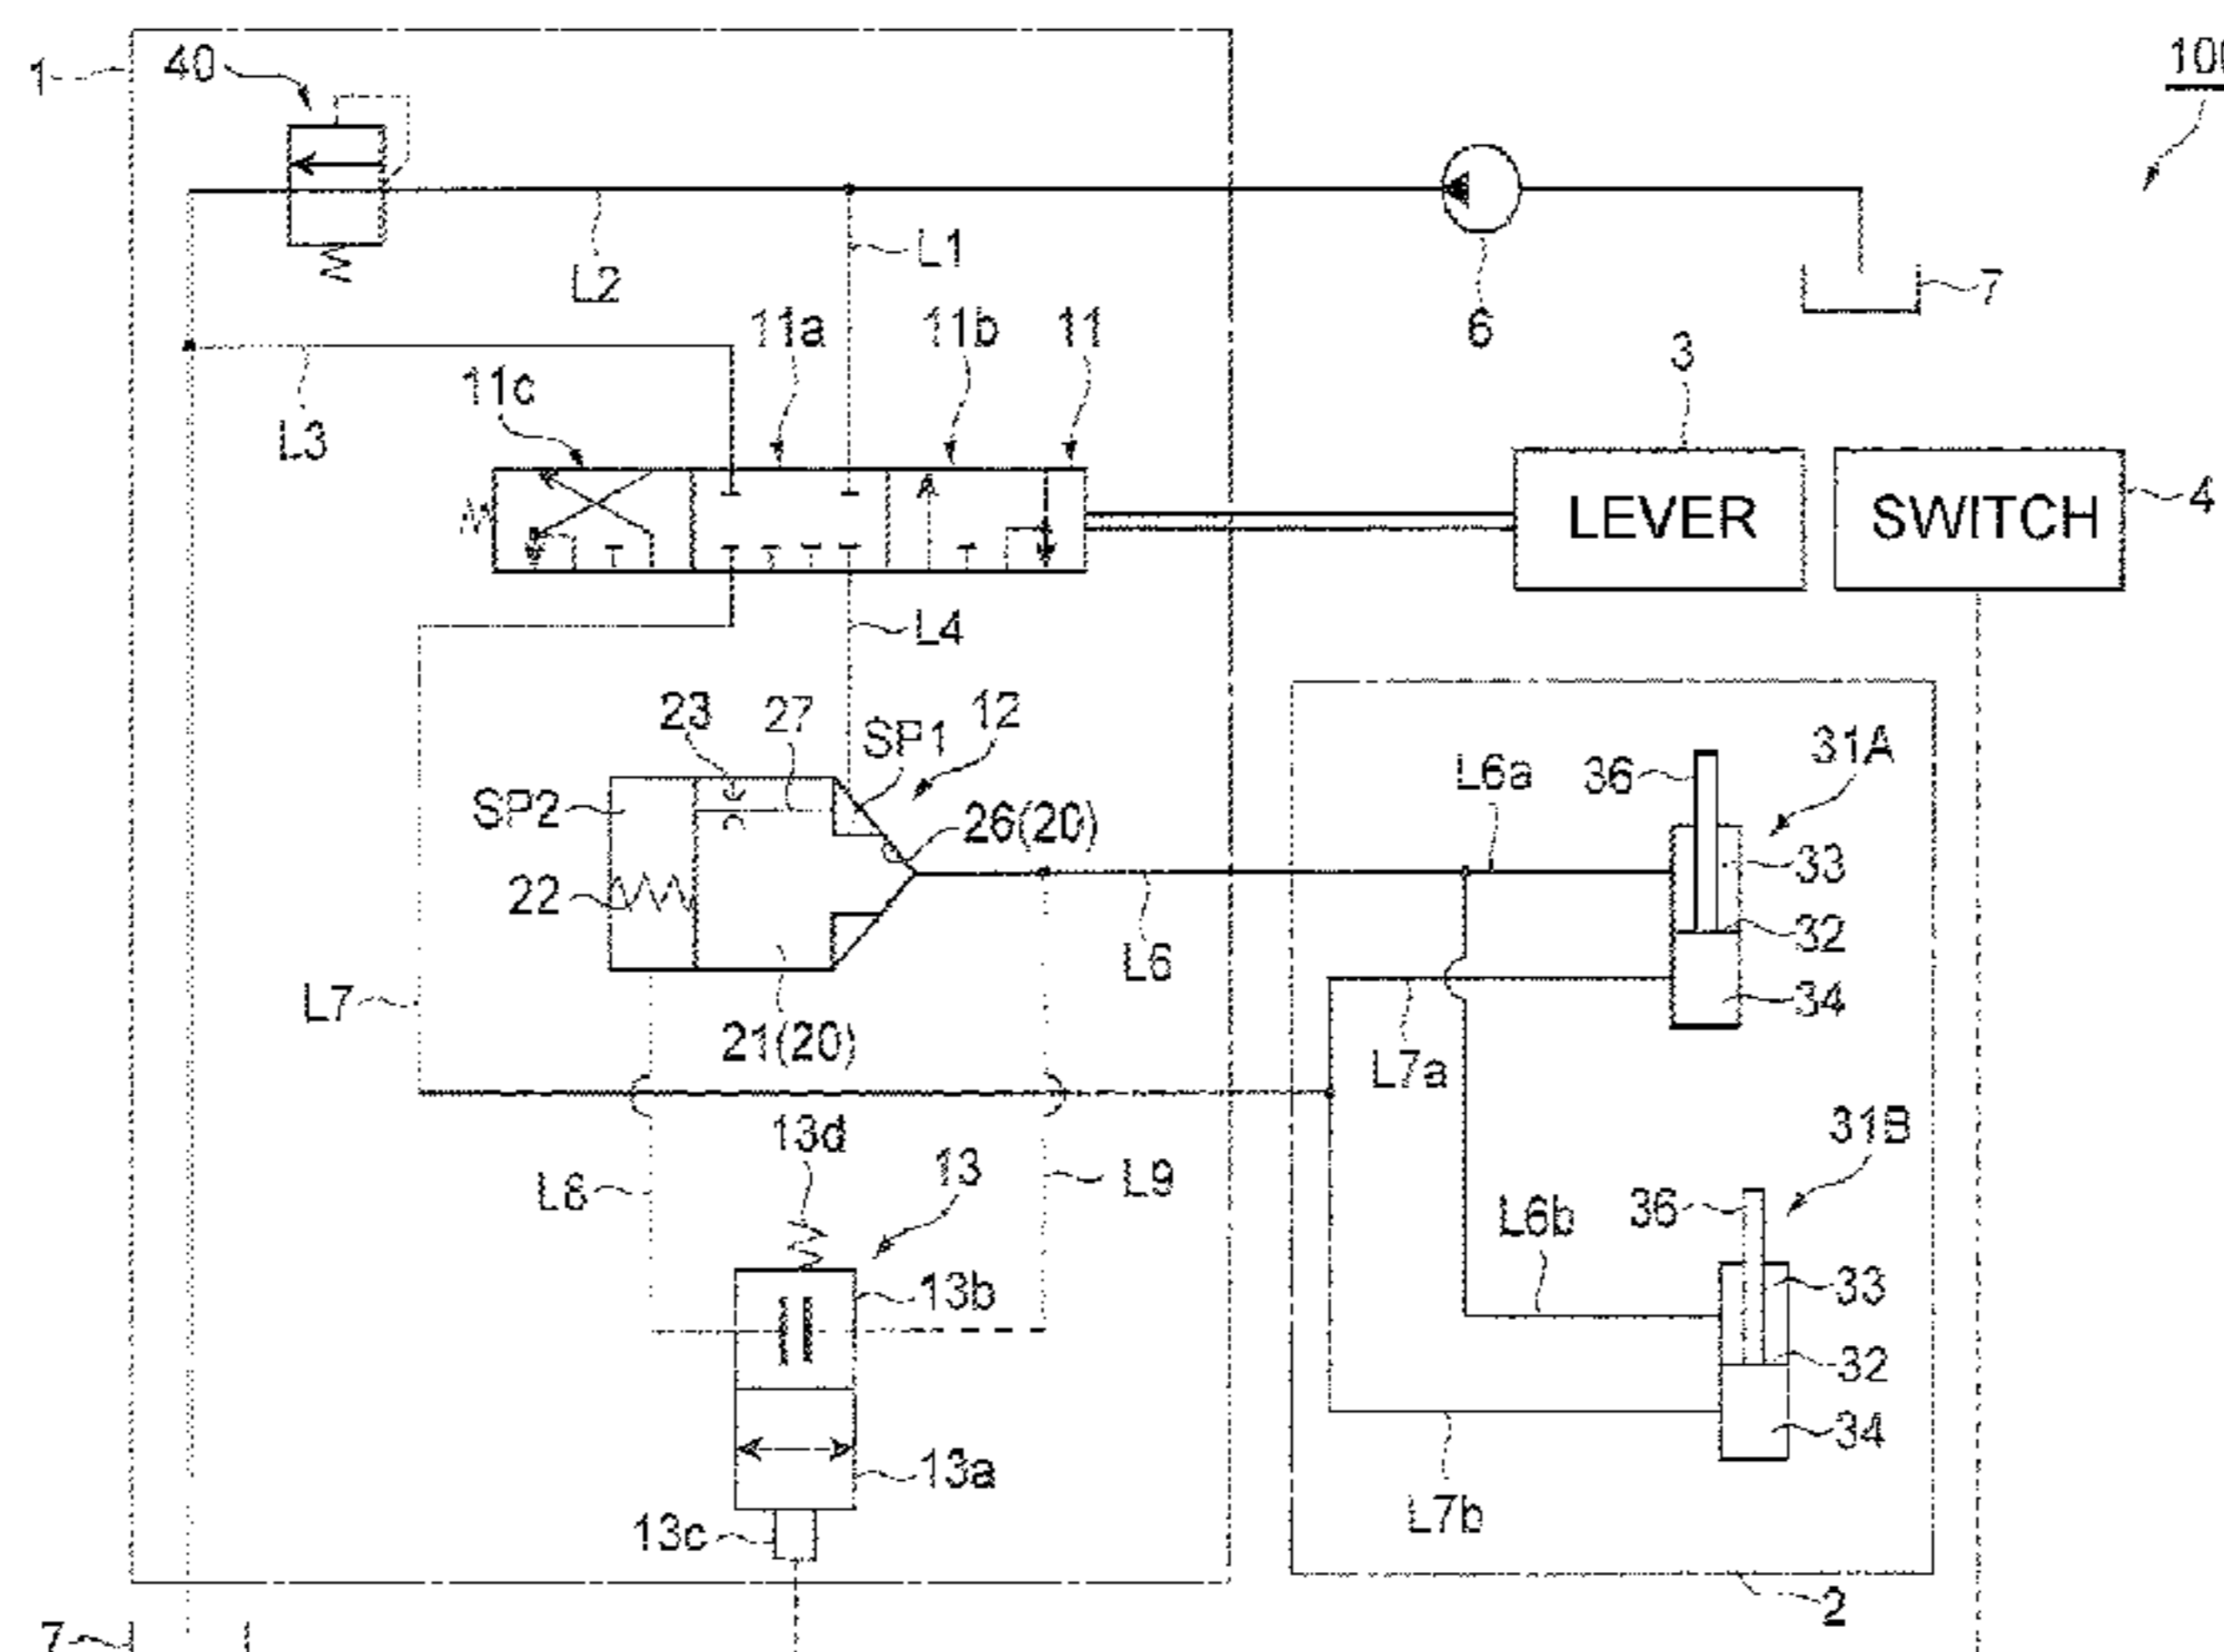 1
40
100
L1
L2
7
6
11a
11b
11
3
11c
L3
LEVER
SWITCH
4
L4
23
27
SP1
12
31A
SP2
L6a
36
26(20)
33
22
32
L6
L7
34
21(20)
L7a
13d
31B
13
L8
L9
36
L6b
13b
33
32
34
13a
L7b
13c
2
7